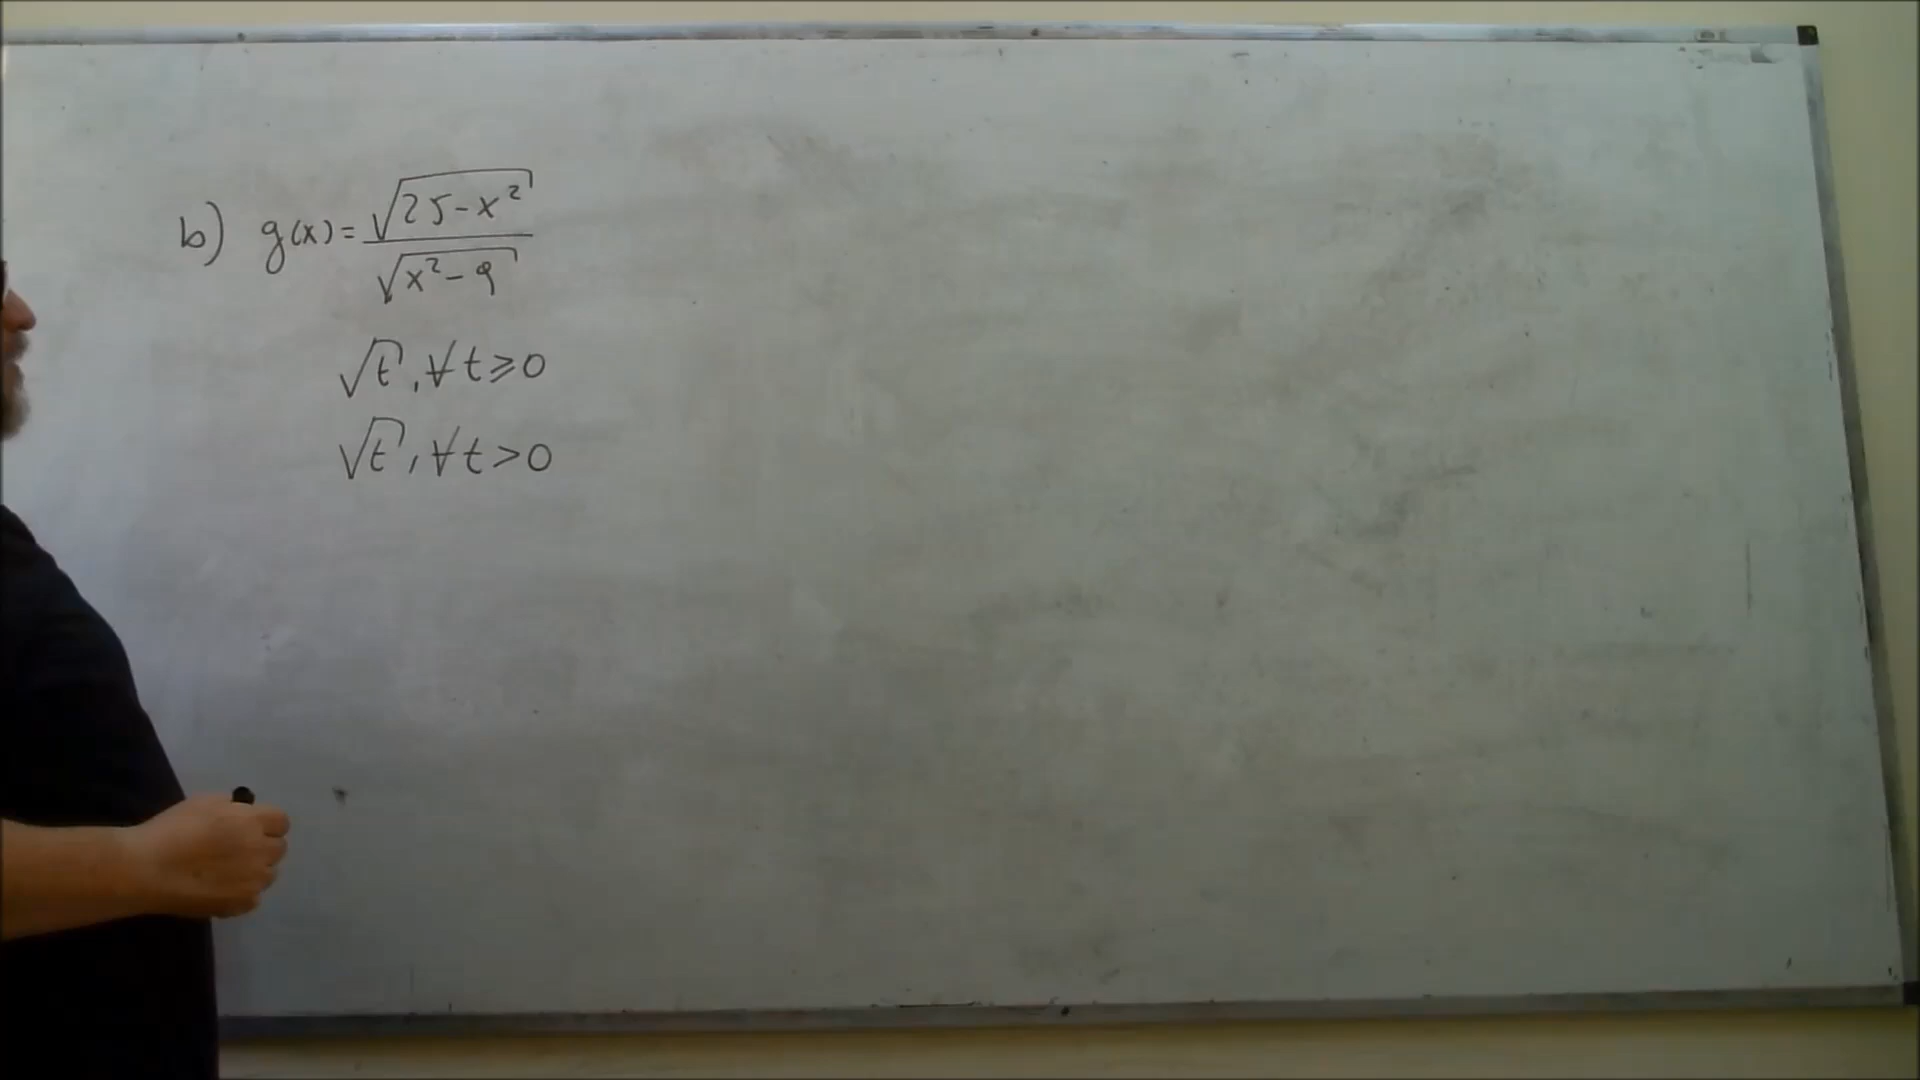 b) g(x) = √(25-x²) / √(x²-9)
√t, ∀t⩾0
√t, ∀t>0